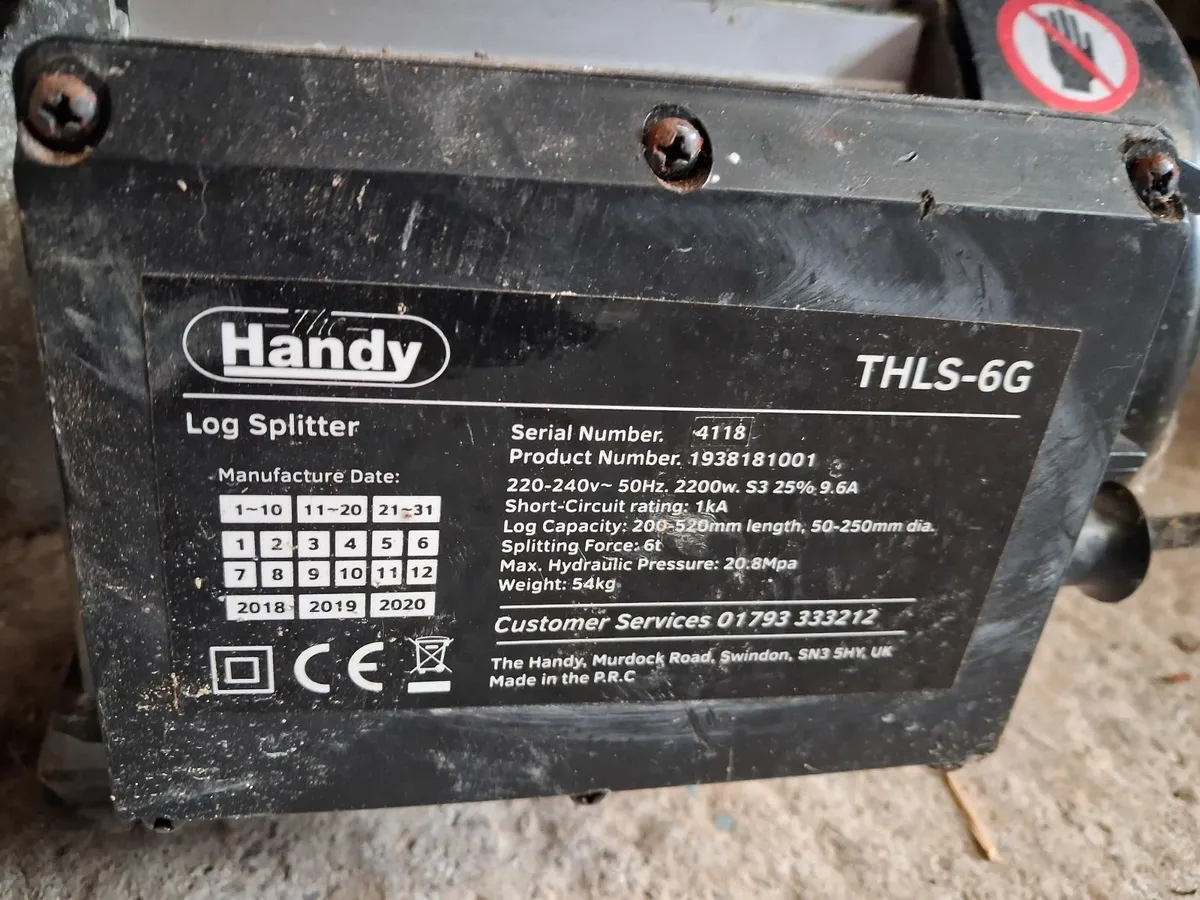 The
Handy
THLS-6G
Log Splitter
Manufacture Date:
1~10 11~20 21~31
1 2 3 4 5 6
7 8 9 10 11 12
2018 2019 2020
CE
Serial Number. 4118
Product Number. 1938181001
220-240v~ 50Hz. 2200w. S3 25% 9.6A
Short-Circuit rating: 1kA
Log Capacity: 200-520mm length, 50-250mm dia.
Splitting Force: 6t
Max. Hydraulic Pressure: 20.8Mpa
Weight: 54kg
Customer Services 01793 333212
The Handy, Murdock Road, Swindon, SN3 5HY, UK
Made in the P.R.C